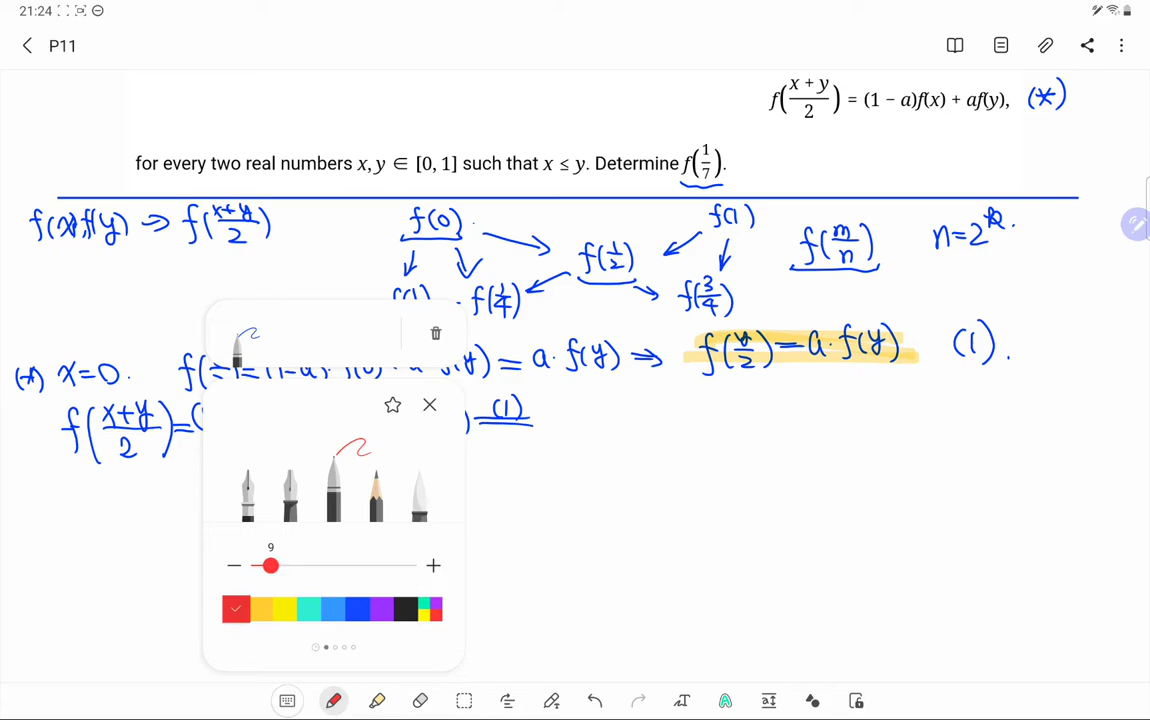 21:24
P11
f((x + y)/2) = (1 − a)f(x) + af(y), (*)
for every two real numbers x, y ∈ [0, 1] such that x ≤ y. Determine f(1/7).
f(x), f(y) ⇒ f((x+y)/2) f(0) f(1) f(m/n) n=2^k.
f(1/2)
f(1/4) f(3/4)
(*) x=0. = a·f(y) ⇒ f(y/2) = a·f(y) (1).
f((x+y)/2) = (1)
9